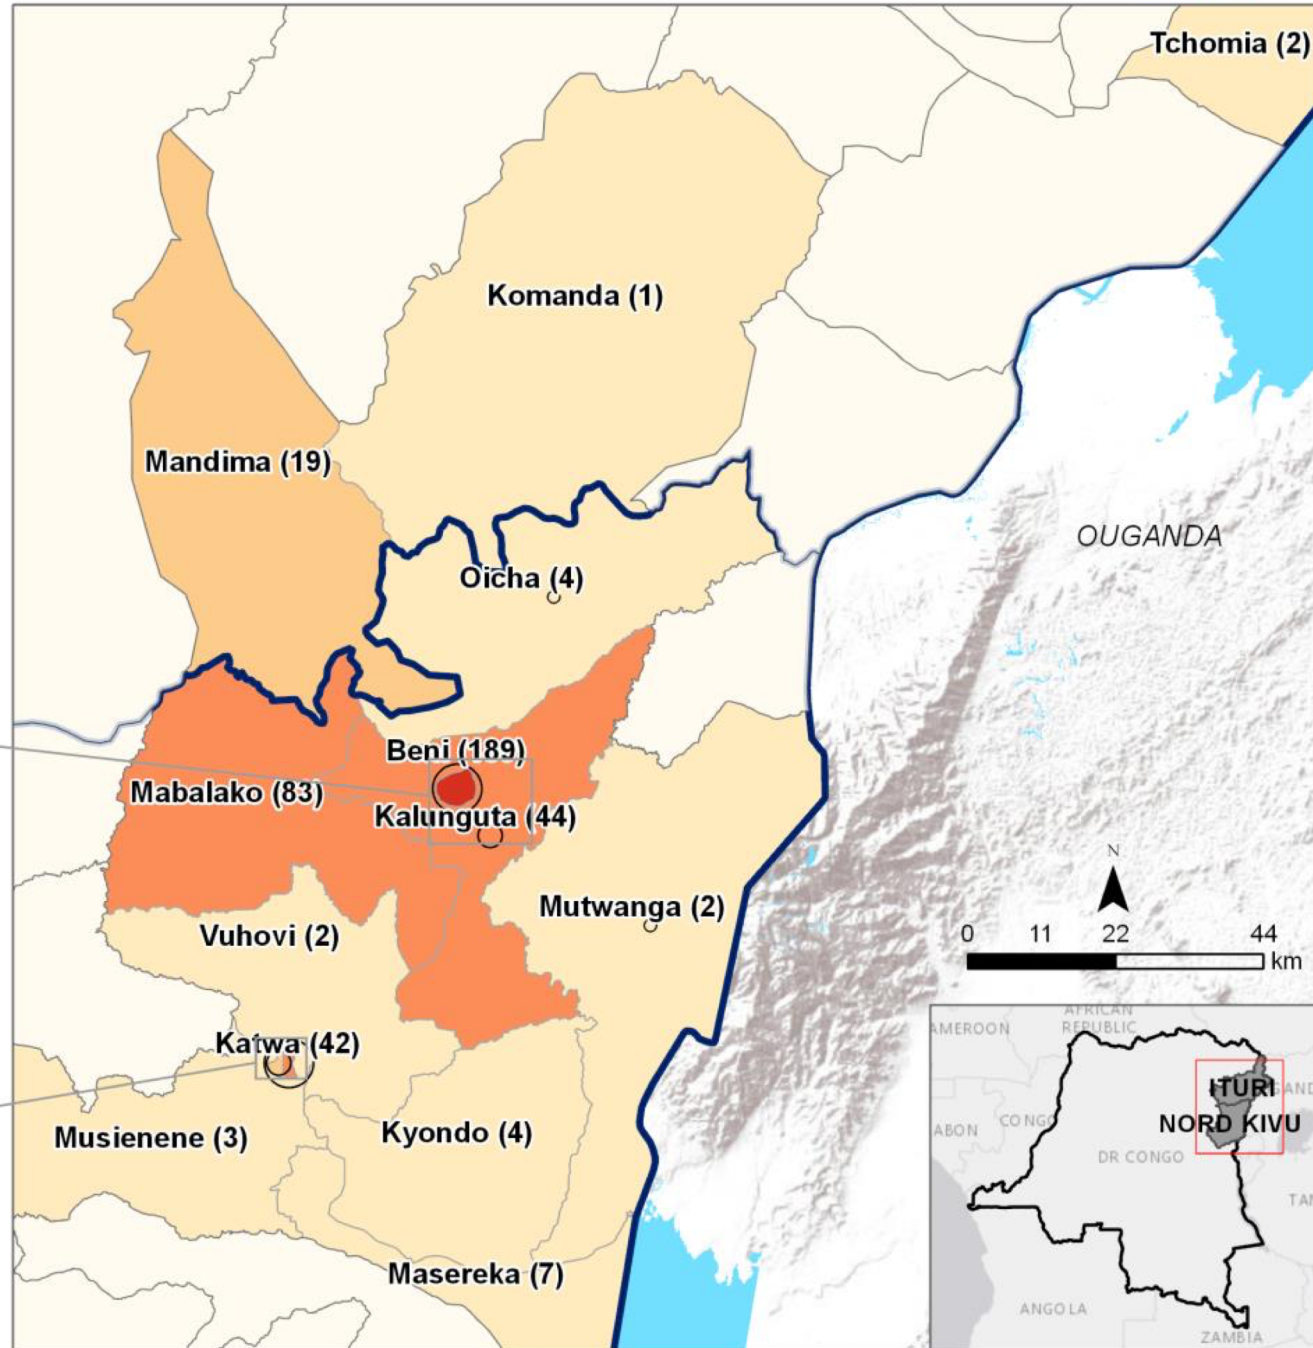 Tchomia (2)
Komanda (1)
Mandima (19)
OUGANDA
Oicha (4)
Beni (189)
Mabalako (83)
Kalunguta (44)
Mutwanga (2)
N
0 11 22 44
km
Vuhovi (2)
Katwa (42)
Musienene (3)
Kyondo (4)
Masereka (7)
AFRICAN
REPUBLIC
AMEROON
ITURI
GAND
NORD KIVU
CONGO
ABON
DR CONGO
TA
ANGOLA
ZAMBIA